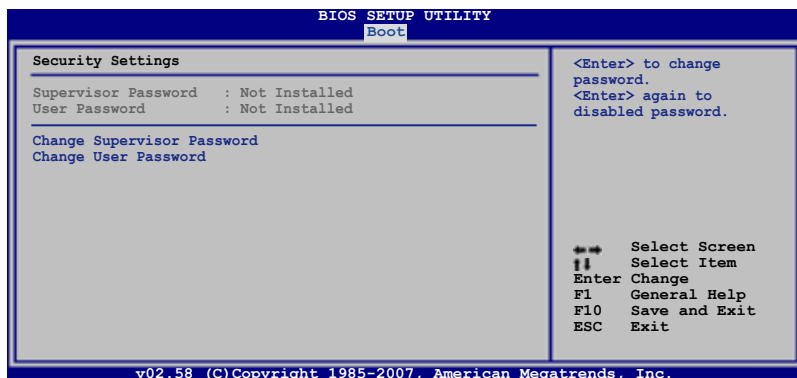 BIOS SETUP UTILITY
Boot
Security Settings
Supervisor Password : Not Installed
User Password : Not Installed
Change Supervisor Password
Change User Password
<Enter> to change
password.
<Enter> again to
disabled password.
←→ Select Screen
↑↓ Select Item
Enter Change
F1 General Help
F10 Save and Exit
ESC Exit
v02.58 (C)Copyright 1985-2007, American Megatrends, Inc.